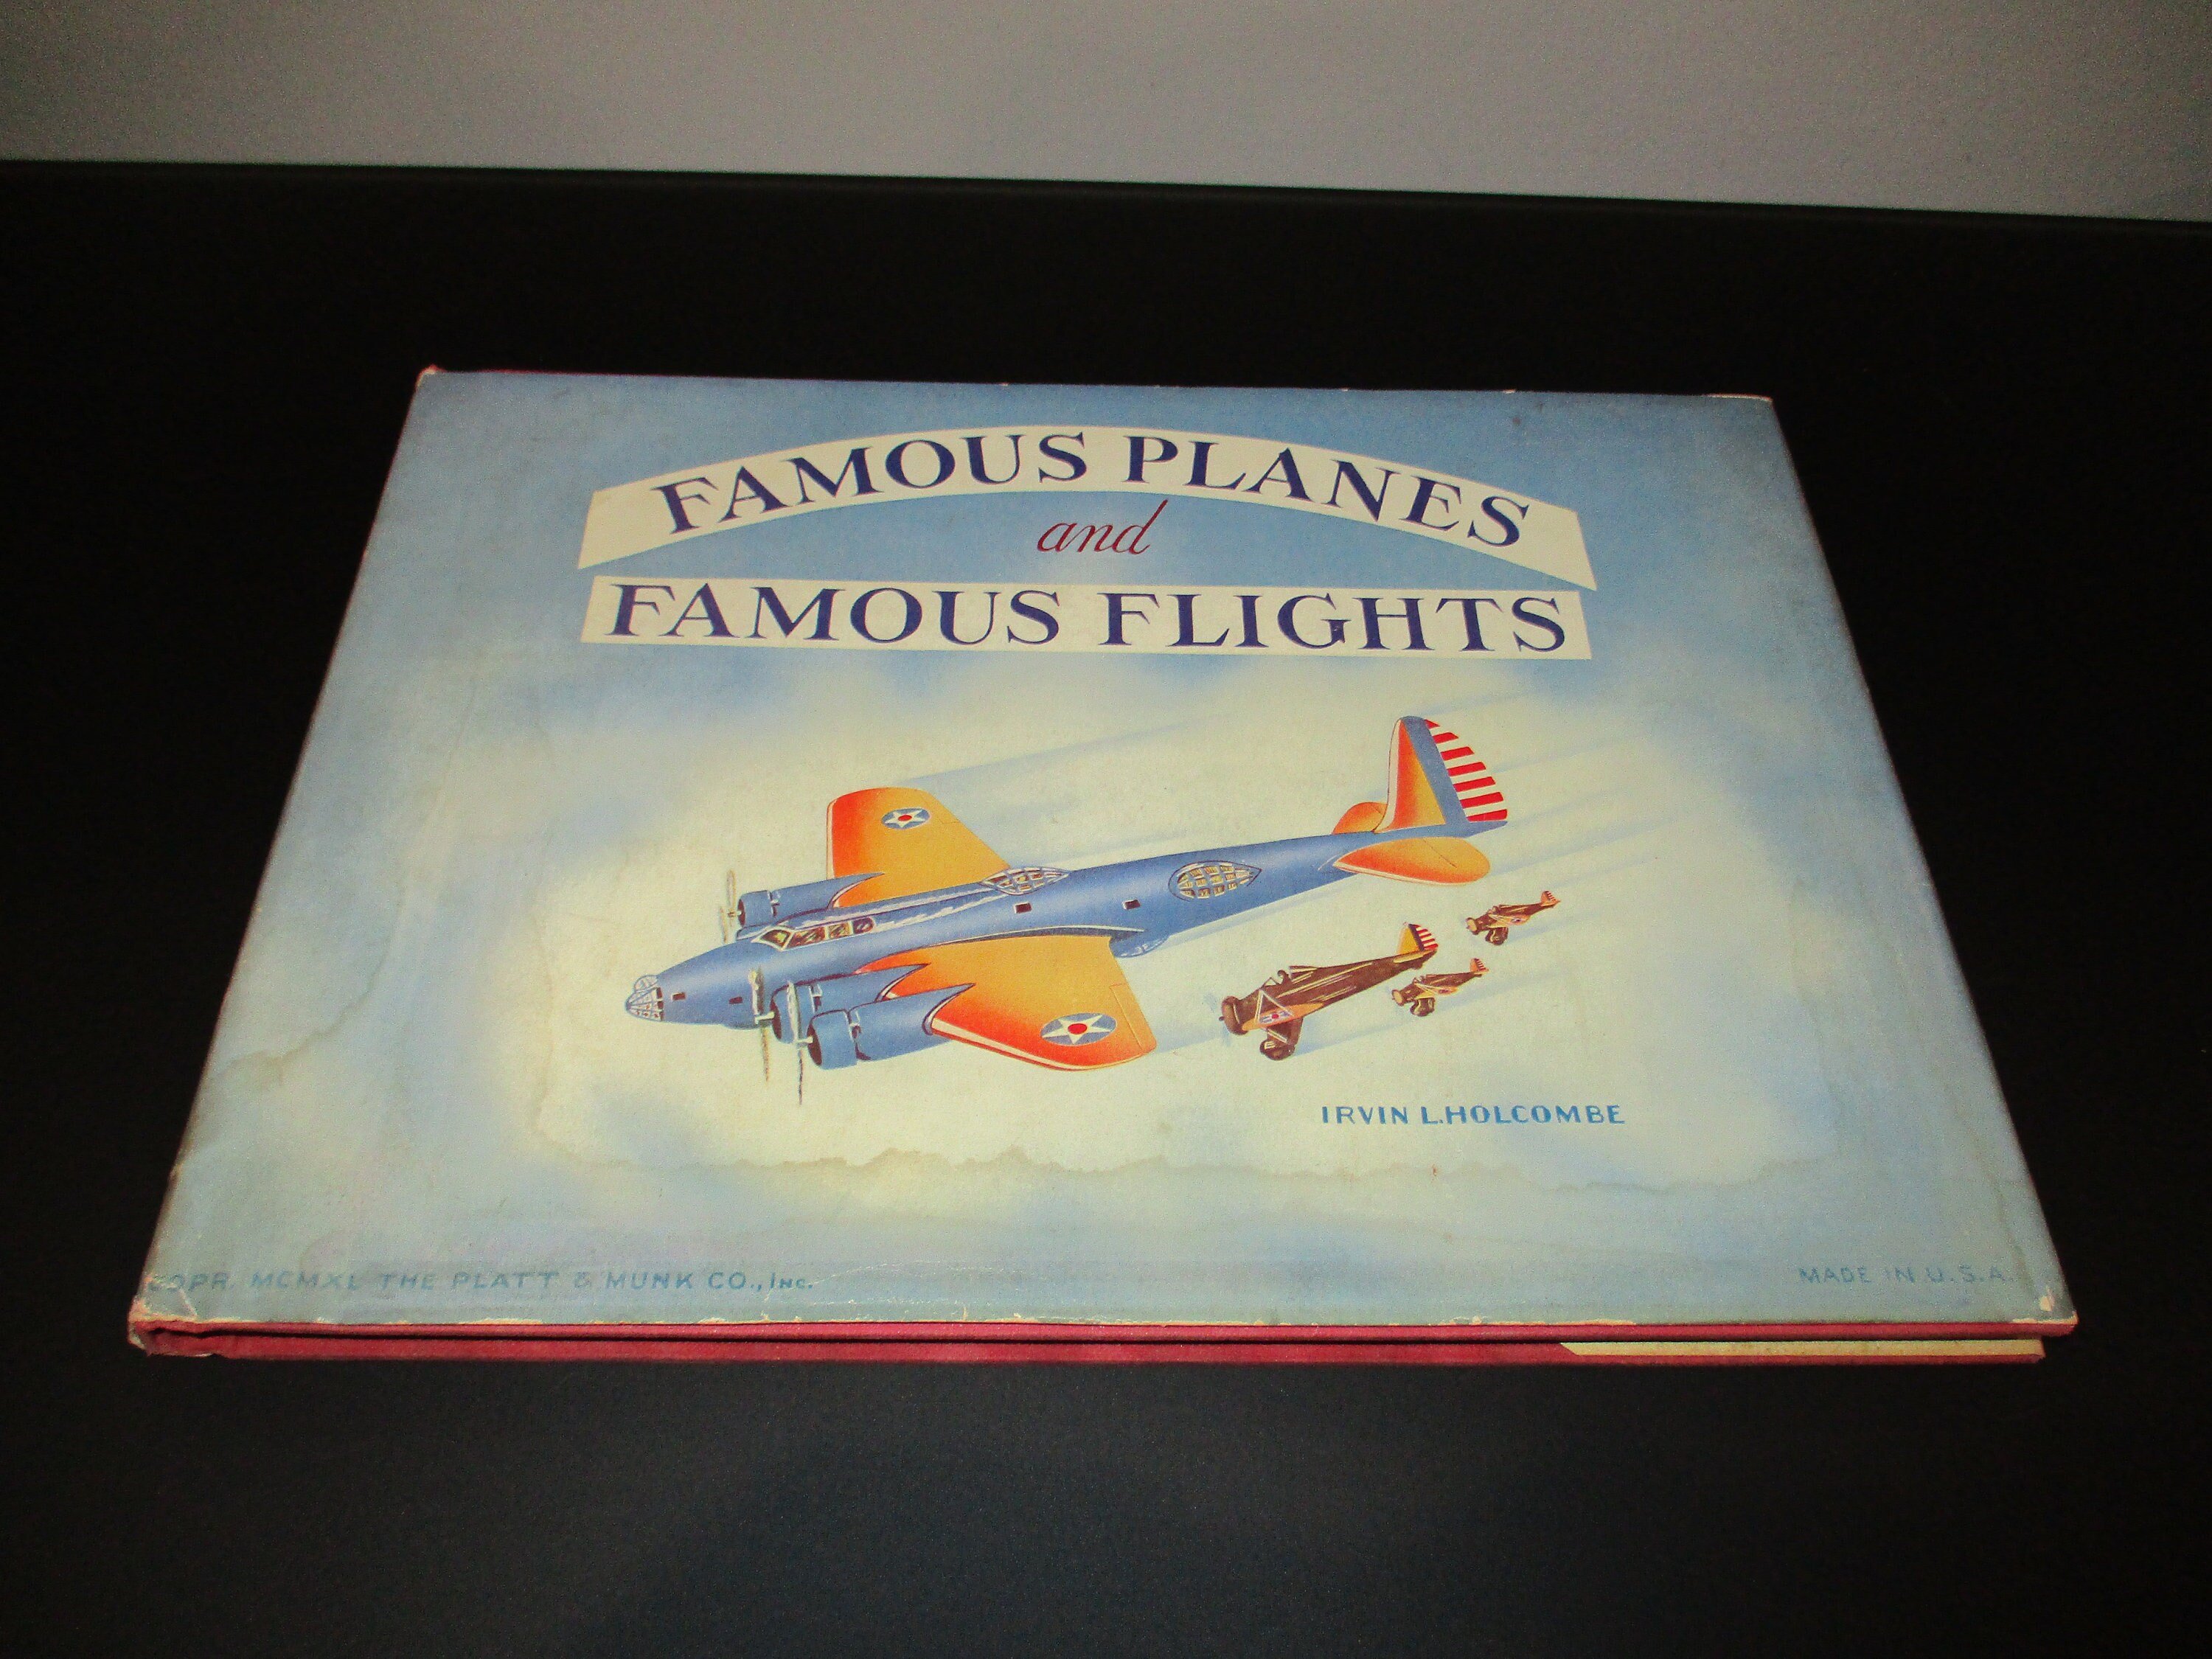 FAMOUS PLANES
and
FAMOUS FLIGHTS
IRVIN L. HOLCOMBE
COPR. MCMXL THE PLATT & MUNK CO., INC.
MADE IN U.S.A.